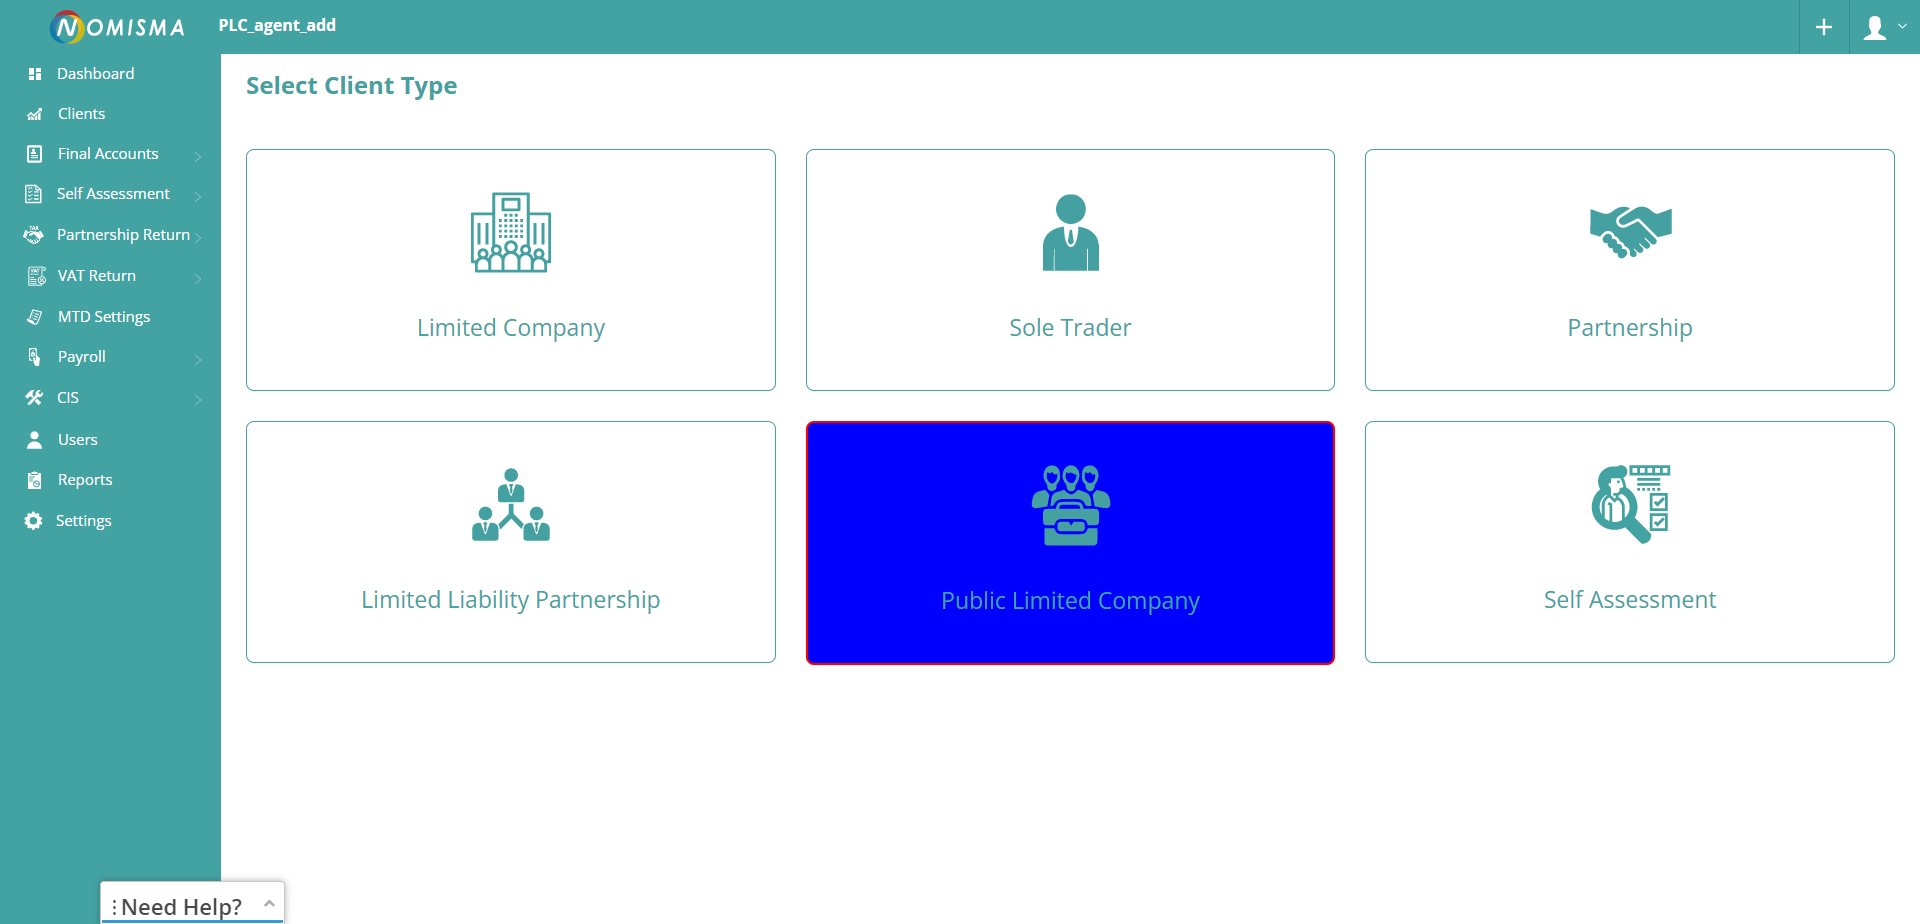 NOMISMA
PLC_agent_add
Dashboard
Clients
Final Accounts
Self Assessment
Partnership Return
VAT Return
MTD Settings
Payroll
CIS
Users
Reports
Settings
Select Client Type
Limited Company
Sole Trader
Partnership
Limited Liability Partnership
Public Limited Company
Self Assessment
Need Help?